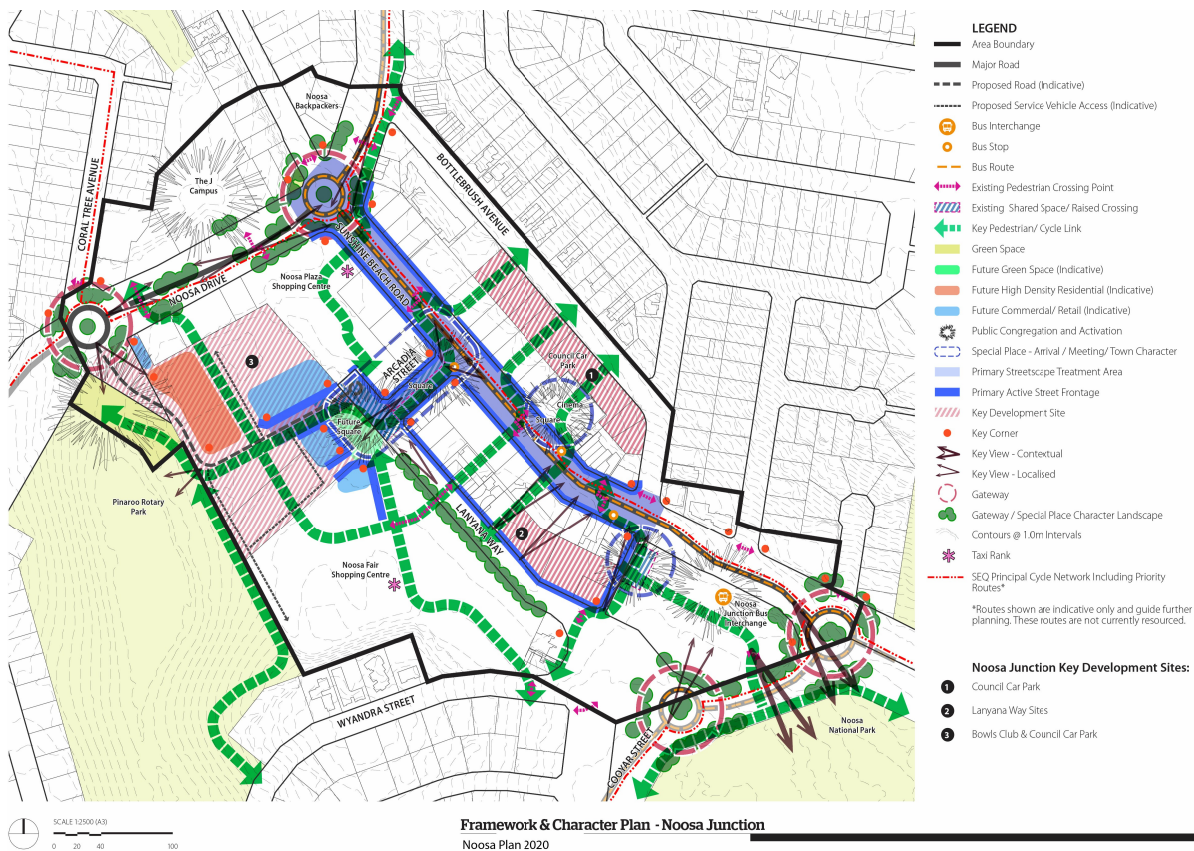 Noosa
Backpackers
The J
Campus
CORAL TREE AVENUE
BOTTLEBRUSH AVENUE
SUNSHINE BEACH ROAD
NOOSA DRIVE
Noosa Plaza
Shopping Centre
ARCADIA
STREET
Square
Council Car
Park
1
Cinema
Square
3
Future
Square
Pinaroo Rotary
Park
LANYANA WAY
2
Noosa Fair
Shopping Centre
Noosa
Junction Bus
Interchange
WYANDRA STREET
COOYAR STREET
Noosa
National Park
LEGEND
Area Boundary
Major Road
Proposed Road (Indicative)
Proposed Service Vehicle Access (Indicative)
Bus Interchange
Bus Stop
Bus Route
Existing Pedestrian Crossing Point
Existing Shared Space/ Raised Crossing
Key Pedestrian/ Cycle Link
Green Space
Future Green Space (Indicative)
Future High Density Residential (Indicative)
Future Commerdal/ Retail (Indicative)
Public Congregation and Activation
Special Place - Arrival / Meeting/ Town Character
Primary Streetscape Treatment Area
Primary Active Street Frontage
Key Development Site
Key Corner
Key View - Contextual
Key View - Localised
Gateway
Gateway / Special Place Character Landscape
Contours @ 1.0m Intervals
Taxi Rank
SEQ Principal Cycle Network Including Priority
Routes*
*Routes shown are indicative only and guide further
planning. These routes are not currently resourced.
Noosa Junction Key Development Sites:
1 Council Car Park
2 Lanyana Way Sites
3 Bowls Club & Council Car Park
SCALE 1:2500 (A3)
0 20 40 100
Framework & Character Plan - Noosa Junction
Noosa Plan 2020